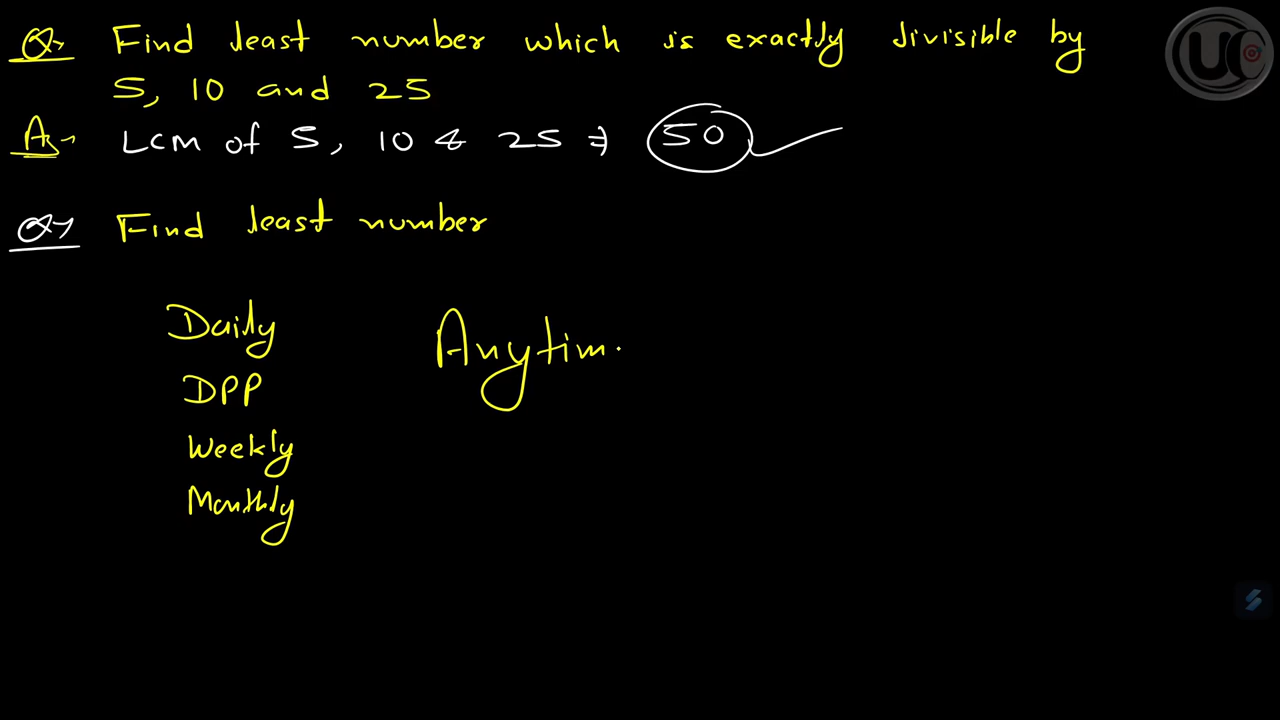 Q→ Find least number which is exactly divisible by
5, 10 and 25
A→ LCM of 5, 10 & 25 ⇒ 50
Q→ Find least number
Daily
Anytim
DPP
Weekly
Monthly
UC